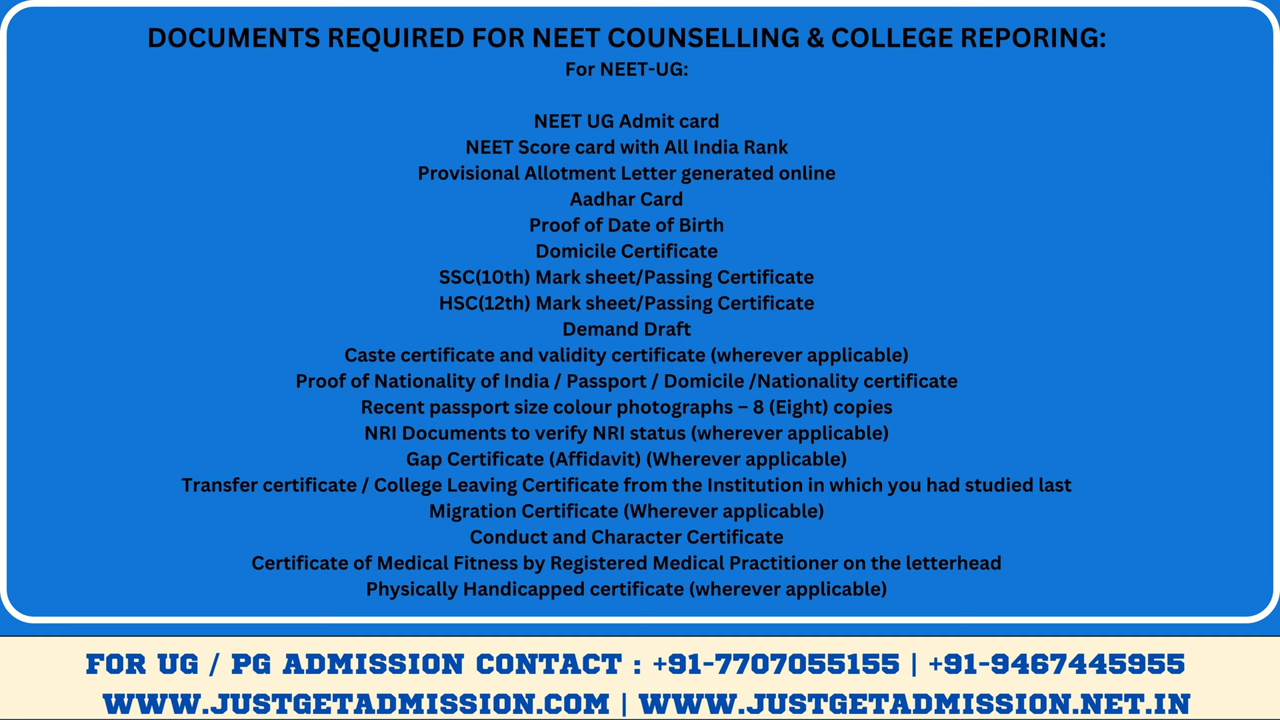 DOCUMENTS REQUIRED FOR NEET COUNSELLING & COLLEGE REPORING:
For NEET-UG:
NEET UG Admit card
NEET Score card with All India Rank
Provisional Allotment Letter generated online
Aadhar Card
Proof of Date of Birth
Domicile Certificate
SSC(10th) Mark sheet/Passing Certificate
HSC(12th) Mark sheet/Passing Certificate
Demand Draft
Caste certificate and validity certificate (wherever applicable)
Proof of Nationality of India / Passport / Domicile /Nationality certificate
Recent passport size colour photographs – 8 (Eight) copies
NRI Documents to verify NRI status (wherever applicable)
Gap Certificate (Affidavit) (Wherever applicable)
Transfer certificate / College Leaving Certificate from the Institution in which you had studied last
Migration Certificate (Wherever applicable)
Conduct and Character Certificate
Certificate of Medical Fitness by Registered Medical Practitioner on the letterhead
Physically Handicapped certificate (wherever applicable)
FOR UG / PG ADMISSION CONTACT : +91-7707055155 | +91-9467445955
WWW.JUSTGETADMISSION.COM | WWW.JUSTGETADMISSION.NET.IN